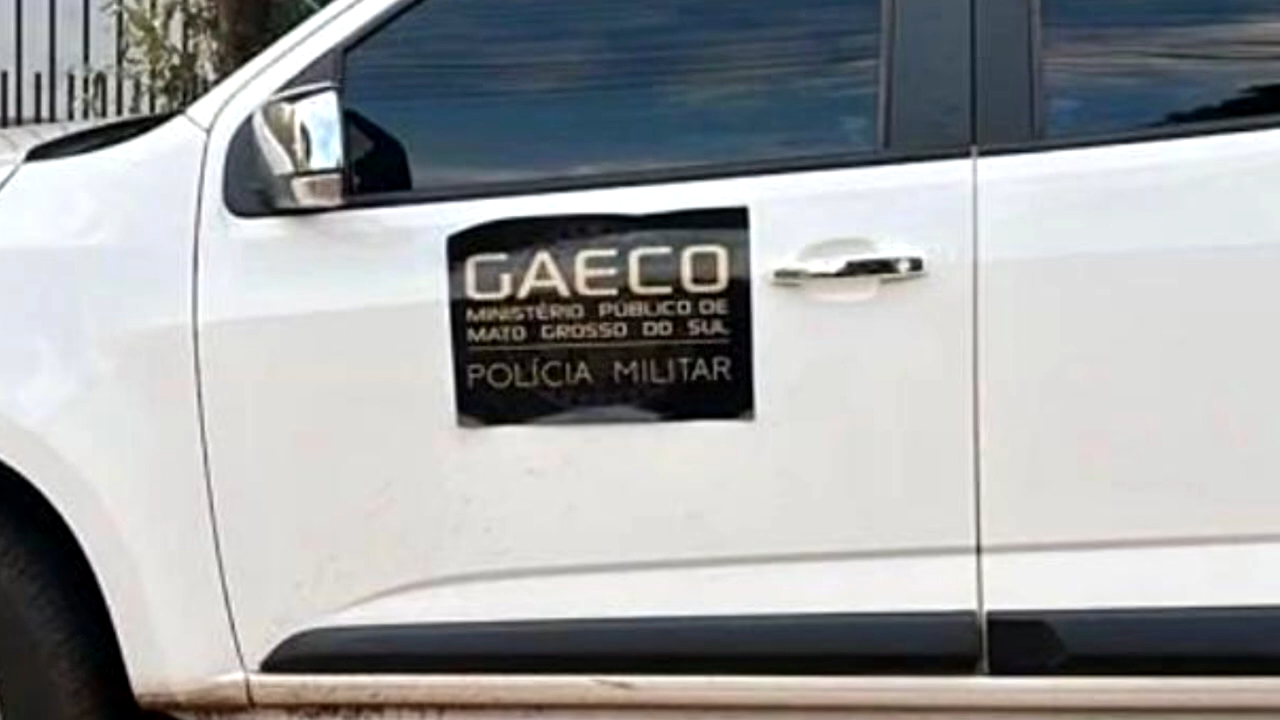 GAECO
MINISTÉRIO PÚBLICO DE
MATO GROSSO DO SUL
POLÍCIA MILITAR